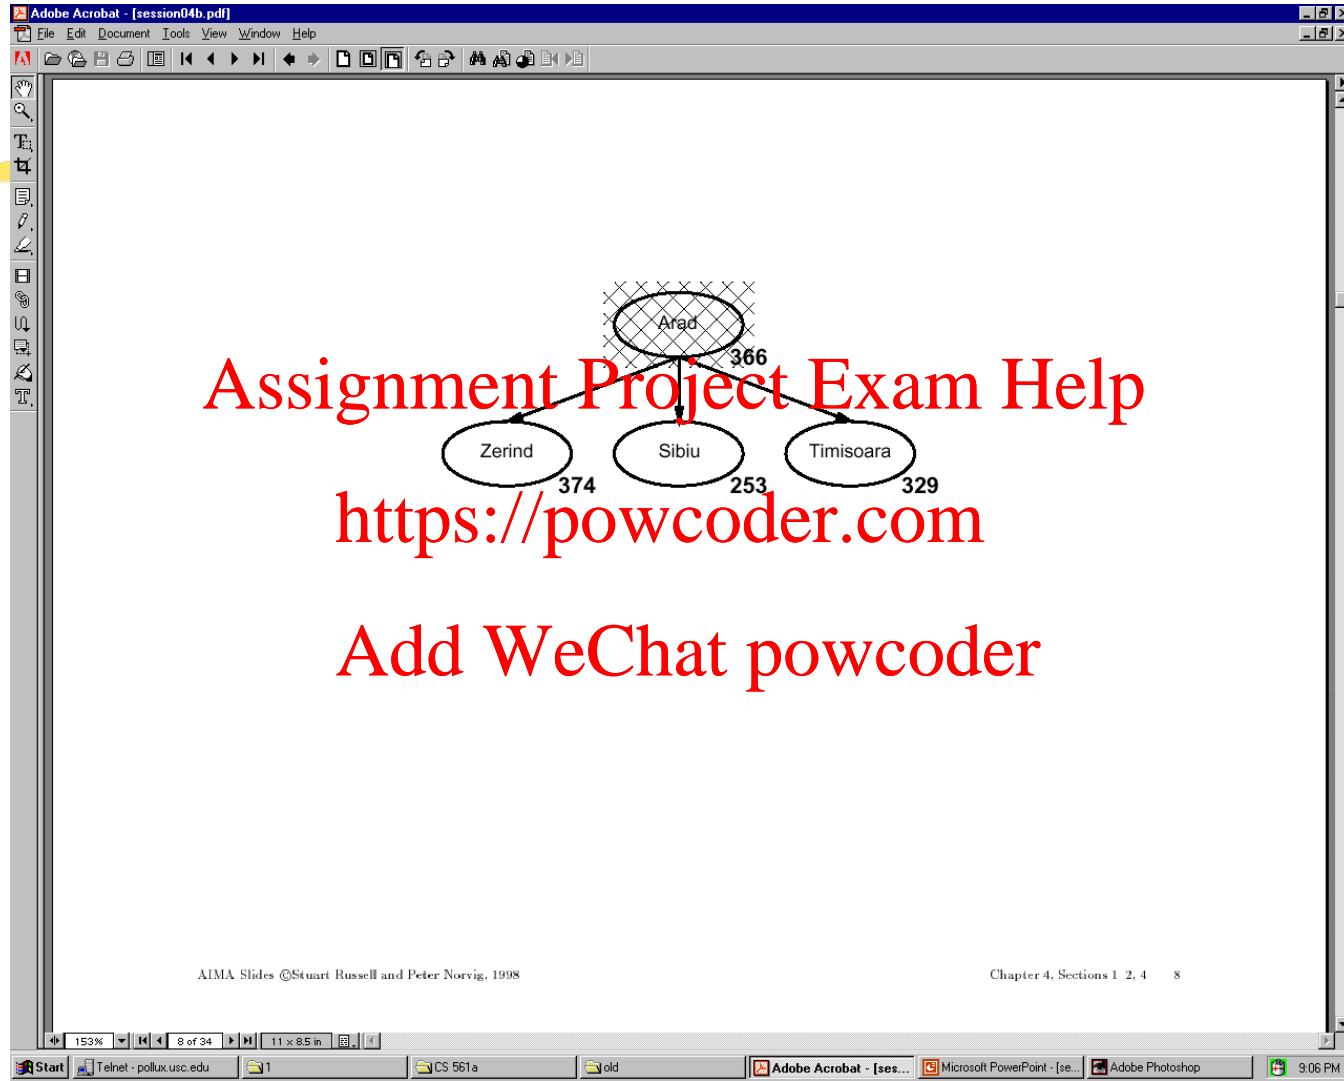 Adobe Acrobat - [session04b.pdf]
File Edit Document Tools View Window Help
Arad
366
Assignment Project Exam Help
Zerind Sibiu Timisoara
374 253 329
https://powcoder.com
Add WeChat powcoder
AIMA Slides ©Stuart Russell and Peter Norvig, 1998 Chapter 4, Sections 1 2, 4 8
153% 8 of 34 11 x 8.5 in
Start Telnet - pollux.usc.edu 1 CS 561a old Adobe Acrobat - [ses... Microsoft PowerPoint - [se... Adobe Photoshop 9:06 PM